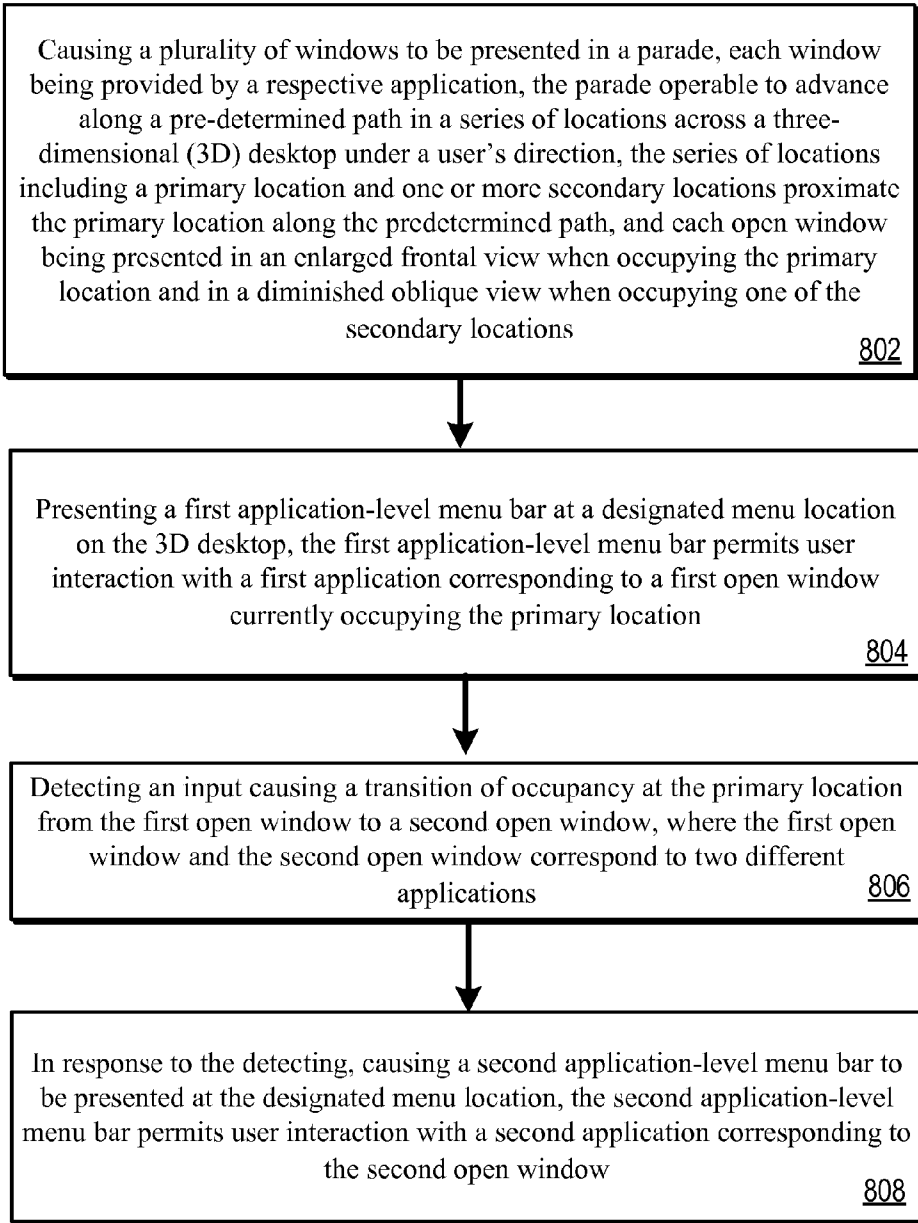 Causing a plurality of windows to be presented in a parade, each window
being provided by a respective application, the parade operable to advance
along a pre-determined path in a series of locations across a three-
dimensional (3D) desktop under a user's direction, the series of locations
including a primary location and one or more secondary locations proximate
the primary location along the predetermined path, and each open window
being presented in an enlarged frontal view when occupying the primary
location and in a diminished oblique view when occupying one of the
secondary locations
802
Presenting a first application-level menu bar at a designated menu location
on the 3D desktop, the first application-level menu bar permits user
interaction with a first application corresponding to a first open window
currently occupying the primary location
804
Detecting an input causing a transition of occupancy at the primary location
from the first open window to a second open window, where the first open
window and the second open window correspond to two different
applications
806
In response to the detecting, causing a second application-level menu bar to
be presented at the designated menu location, the second application-level
menu bar permits user interaction with a second application corresponding to
the second open window
808